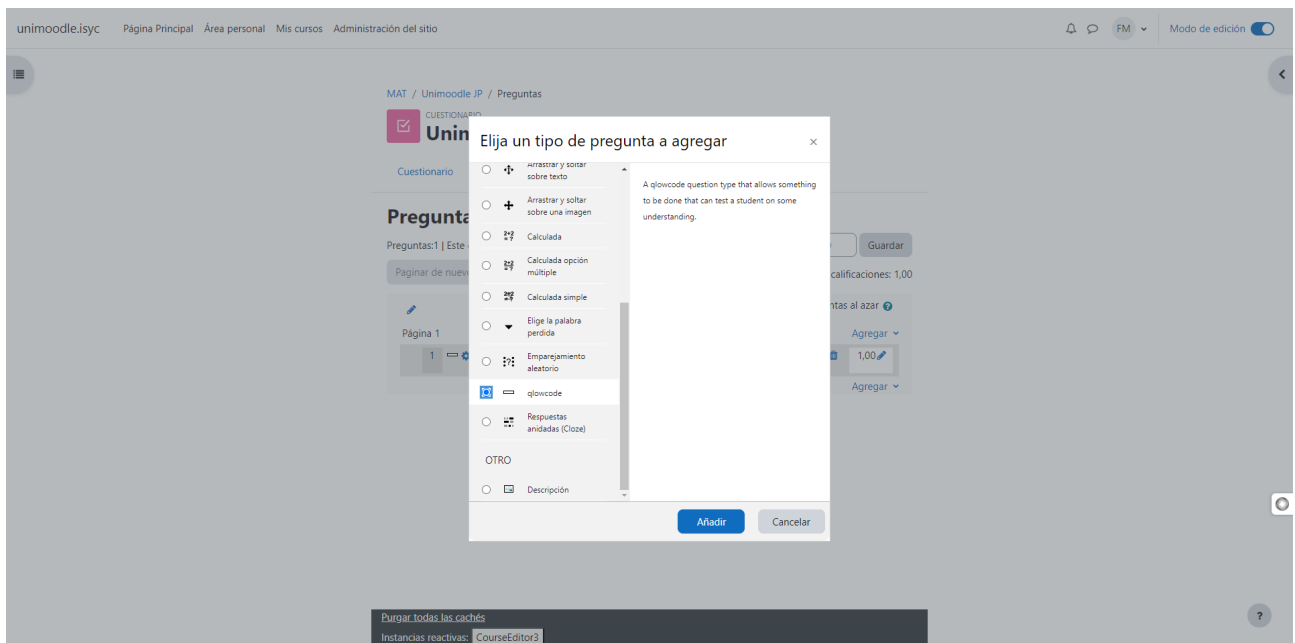 unimoodle.isyc Página Principal Área personal Mis cursos Administración del sitio FM Modo de edición
MAT / Unimoodle JP / Preguntas
CUESTIONARIO
Unim
Cuestionario
Pregunta
Preguntas:1 | Este
Guardar
Paginar de nuevo
calificaciones: 1,00
ntas al azar
Página 1
Agregar
1
1,00
Agregar
Elija un tipo de pregunta a agregar ×
Arrastrar y soltar
sobre texto
Arrastrar y soltar
sobre una imagen
Calculada
Calculada opción
múltiple
Calculada simple
Elige la palabra
perdida
Emparejamiento
aleatorio
qlowcode
Respuestas
anidadas (Cloze)
OTRO
Descripción
A qlowcode question type that allows something
to be done that can test a student on some
understanding.
Añadir Cancelar
Purgar todas las cachés
Instancias reactivas: CourseEditor3
?